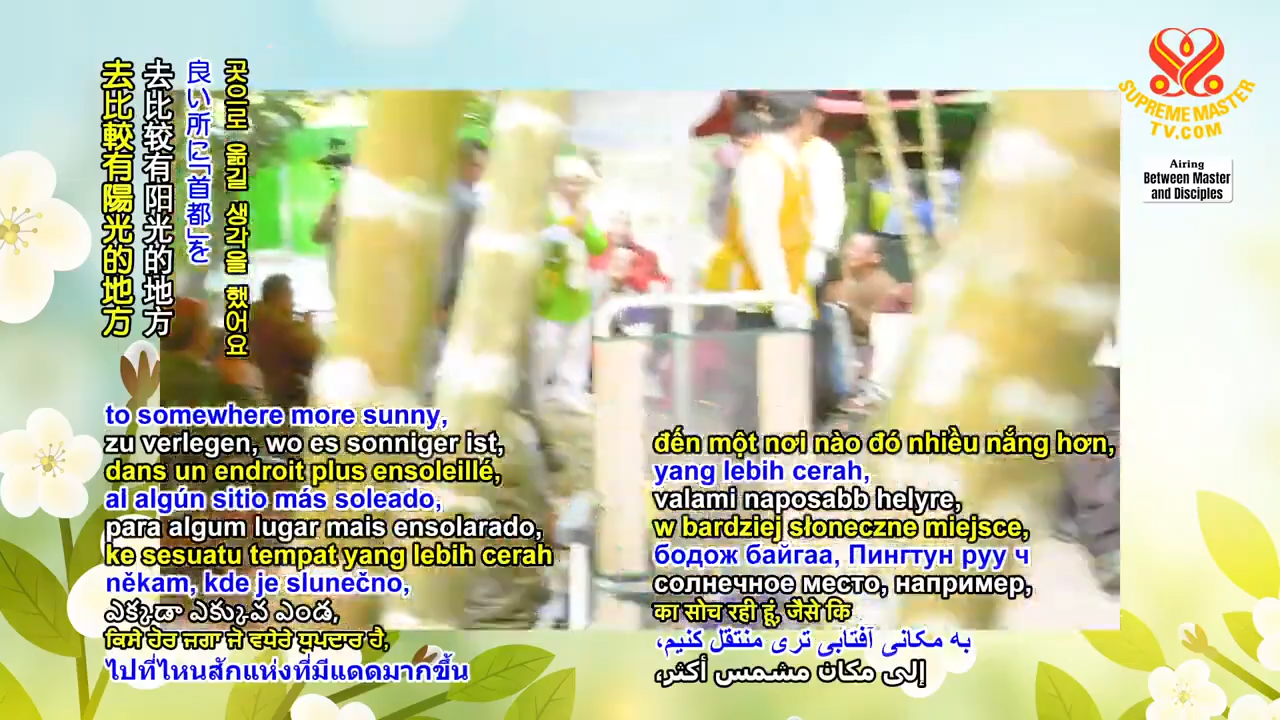 곳으로 옮길 생각을 했어요
良い所に「首都」を
去比较有阳光的地方
去比較有陽光的地方
SUPREME MASTER
TV.COM
Airing
Between Master
and Disciples
to somewhere more sunny,
zu verlegen, wo es sonniger ist,
dans un endroit plus ensoleillé,
al algún sitio más soleado,
para algum lugar mais ensolarado,
ke sesuatu tempat yang lebih cerah
někam, kde je slunečno,
ఎక్కడా ఎక్కువ ఎండ,
ਕਿਸੇ ਹੋਰ ਜਗਾ ਜੋ ਵਧੇਰੇ ਧੁਪਦਾਰ ਹੈ,
ไปที่ไหนสักแห่งที่มีแดดมากขึ้น
đến một nơi nào đó nhiều nắng hơn,
yang lebih cerah,
valami naposabb helyre,
w bardziej słoneczne miejsce,
бодож байгаа, Пингтун руу ч
солнечное место, например,
का सोच रही हूं, जैसे कि
به مکانی آفتابی تری منتقل کنیم،
إلى مكان مشمس أكثر،